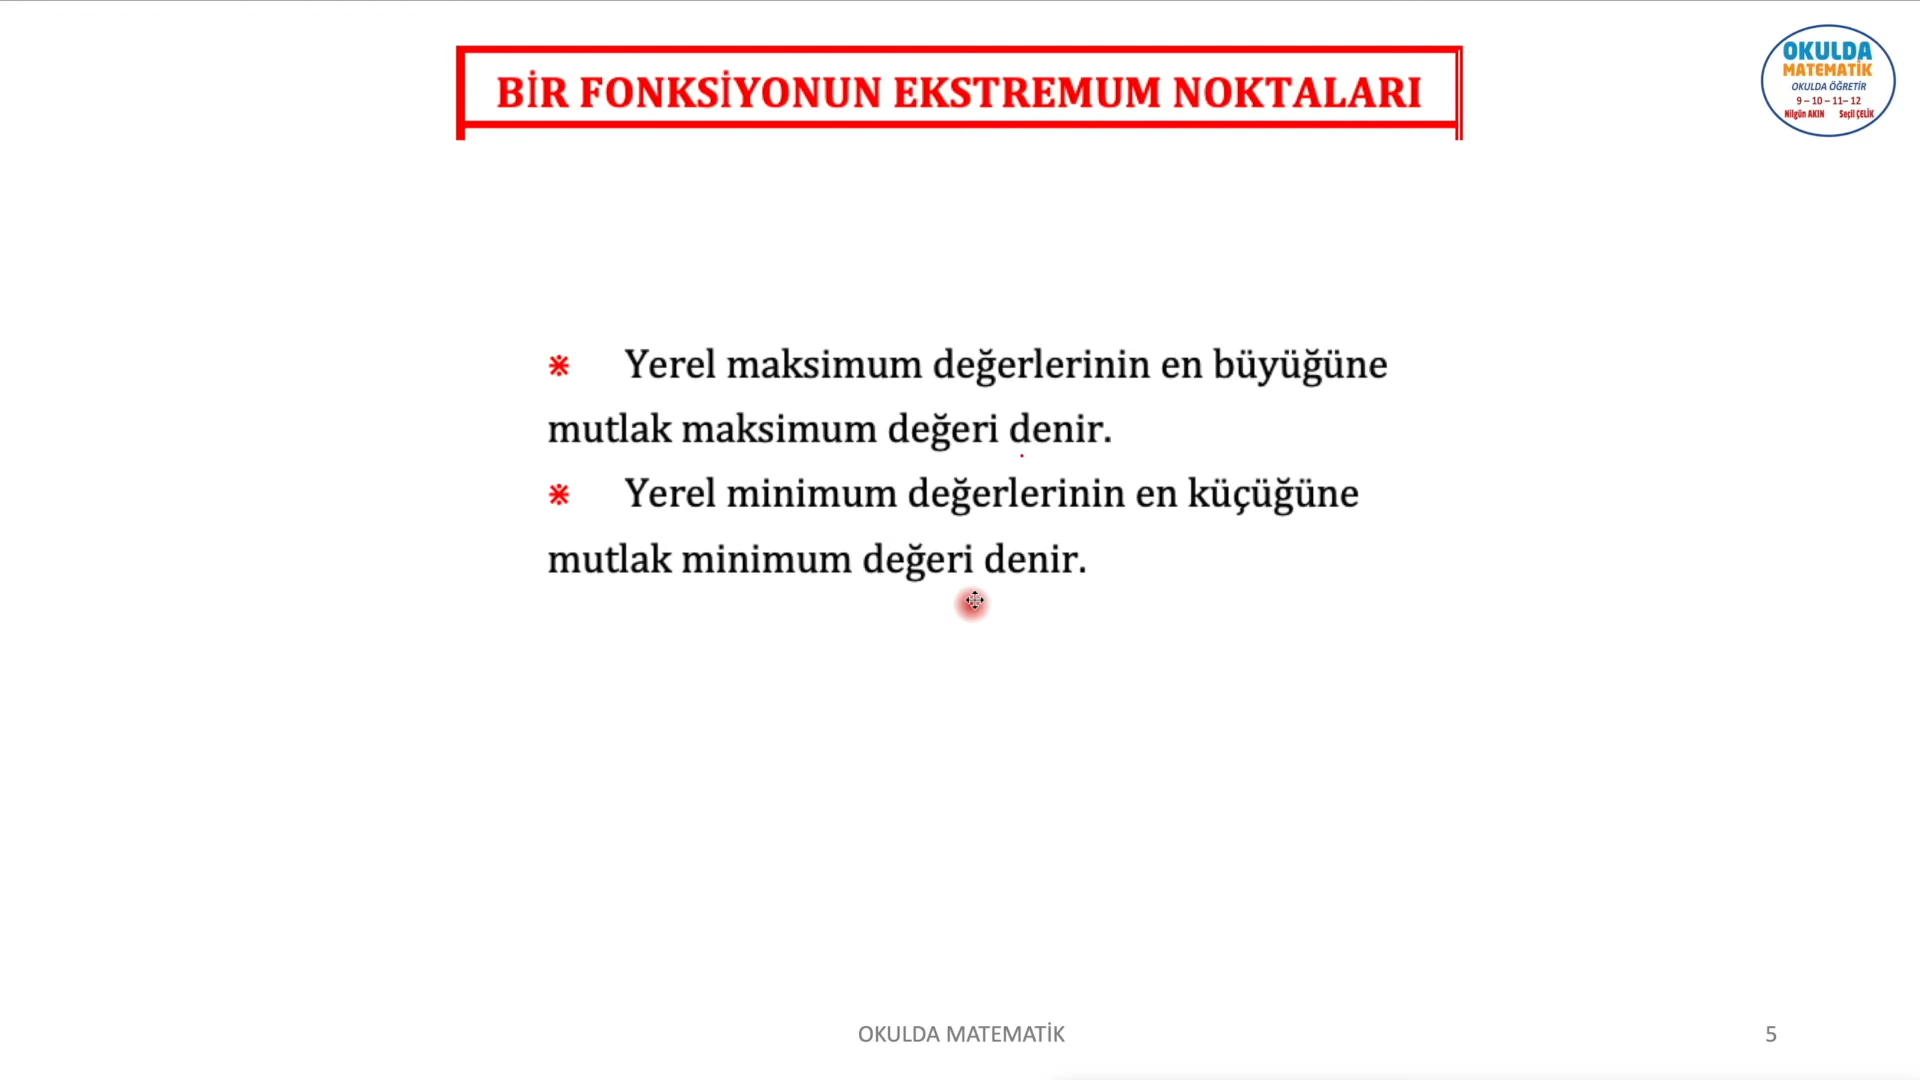 BİR FONKSİYONUN EKSTREMUM NOKTALARI
OKULDA
MATEMATİK
OKULDA ÖĞRETİR
9 – 10 – 11– 12
Nilgün AKIN Seçil ÇELİK
※ Yerel maksimum değerlerinin en büyüğüne
mutlak maksimum değeri denir.
※ Yerel minimum değerlerinin en küçüğüne
mutlak minimum değeri denir.
OKULDA MATEMATİK
5